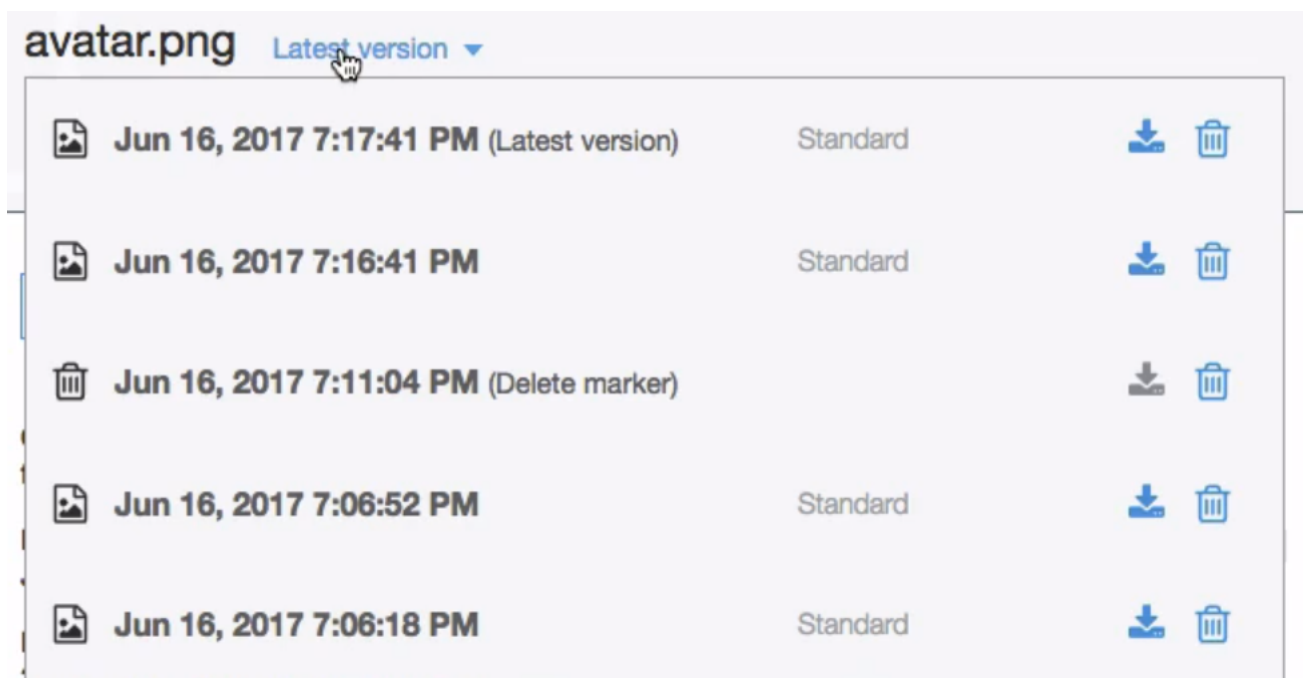 avatar.png Latest version
Jun 16, 2017 7:17:41 PM (Latest version) Standard
Jun 16, 2017 7:16:41 PM Standard
Jun 16, 2017 7:11:04 PM (Delete marker)
Jun 16, 2017 7:06:52 PM Standard
Jun 16, 2017 7:06:18 PM Standard